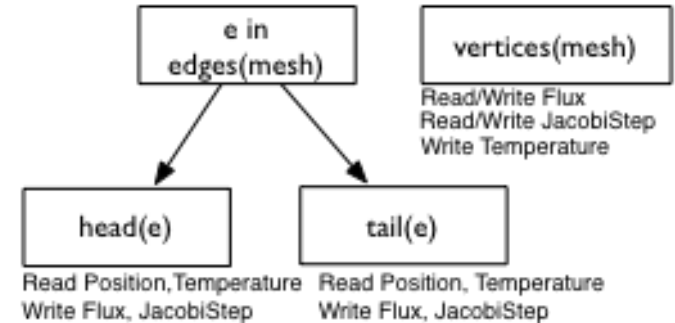 e in
edges(mesh)
vertices(mesh)
Read/Write Flux
Read/Write JacobiStep
Write Temperature
head(e)
tail(e)
Read Position,Temperature
Write Flux, JacobiStep
Read Position, Temperature
Write Flux, JacobiStep